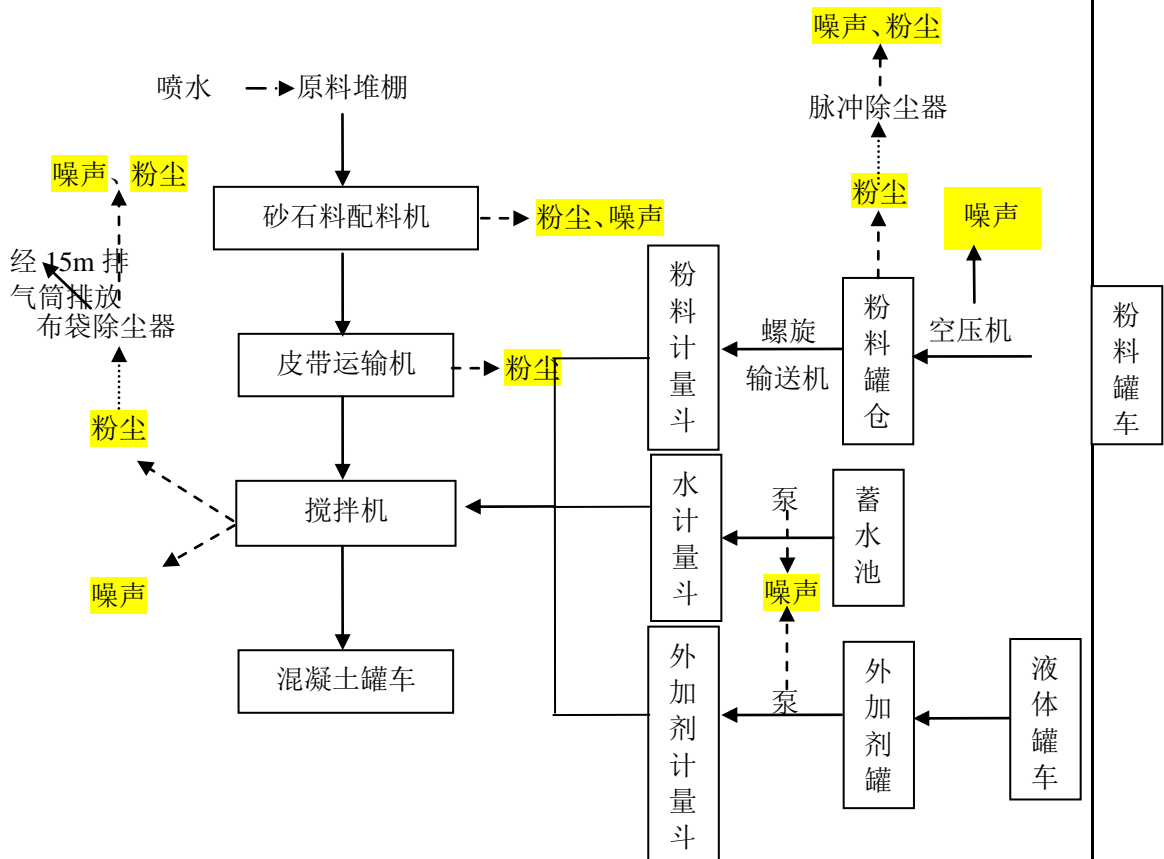 噪声、粉尘
喷水
原料堆棚
脉冲除尘器
噪声、粉尘
粉尘
砂石料配料机
粉尘、噪声
噪声
经 15m 排
气筒排放
布袋除尘器
粉料计量斗
粉料罐仓
空压机
粉料罐车
螺旋
输送机
皮带运输机
粉尘
粉尘
搅拌机
水计量斗
泵
蓄水池
噪声
噪声
混凝土罐车
外加剂计量斗
泵
外加剂罐
液体罐车